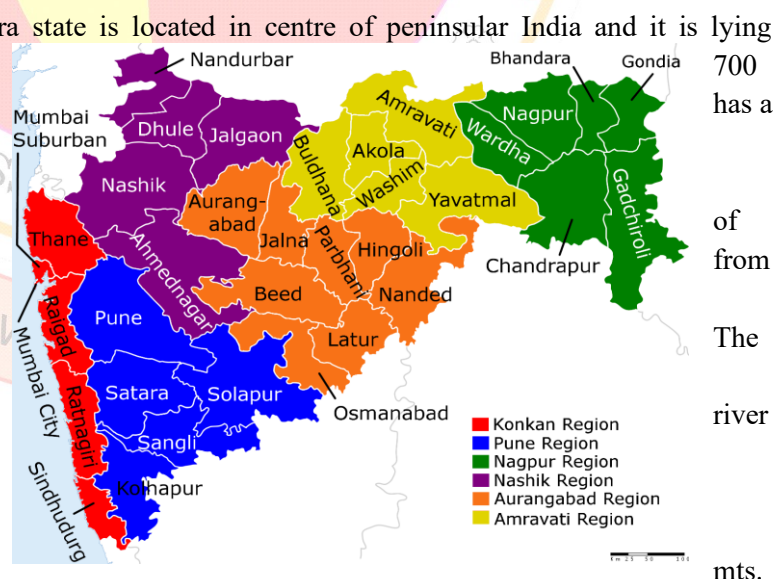 ra state is located in centre of peninsular India and it is lying
700
has a
of
from
The
river
mts.
Nandurbar
Bhandara
Gondia
Mumbai
Suburban
Dhule
Jalgaon
Amravati
Nagpur
Wardha
Buldhana
Akola
Washim
Nashik
Yavatmal
Gadchiroli
Aurang-
abad
Jalna
Parbhani
Hingoli
Thane
Ahmednagar
Chandrapur
Beed
Nanded
Raigad
Pune
Latur
Mumbai City
Satara
Solapur
Osmanabad
Ratnagiri
Sangli
Kolhapur
Sindhudurg
Konkan Region
Pune Region
Nagpur Region
Nashik Region
Aurangabad Region
Amravati Region